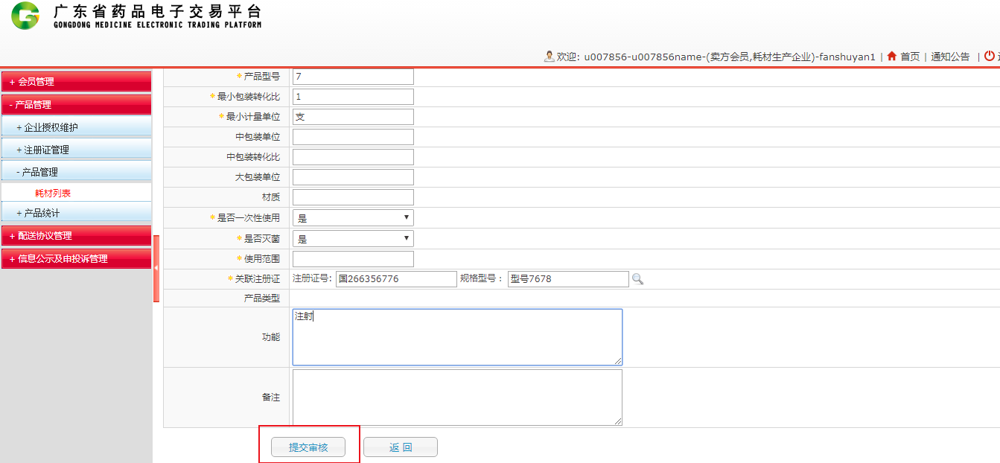 广东省药品电子交易平台
GONGDONG MEDICINE ELECTRONIC TRADING PLATFORM
欢迎: u007856-u007856name-(卖方会员,耗材生产企业)-fanshuyan1 | 首页 | 通知公告 |
+ 会员管理
- 产品管理
+ 企业授权维护
+ 注册证管理
- 产品管理
耗材列表
+ 产品统计
+ 配送协议管理
+ 信息公示及申投诉管理
* 产品型号 7
* 最小包装转化比 1
* 最小计量单位 支
中包装单位
中包装转化比
大包装单位
材质
* 是否一次性使用 是
* 是否灭菌 是
* 使用范围
* 关联注册证 注册证号: 国266356776 规格型号: 型号7678
产品类型
功能 注射
备注
提交审核 返 回